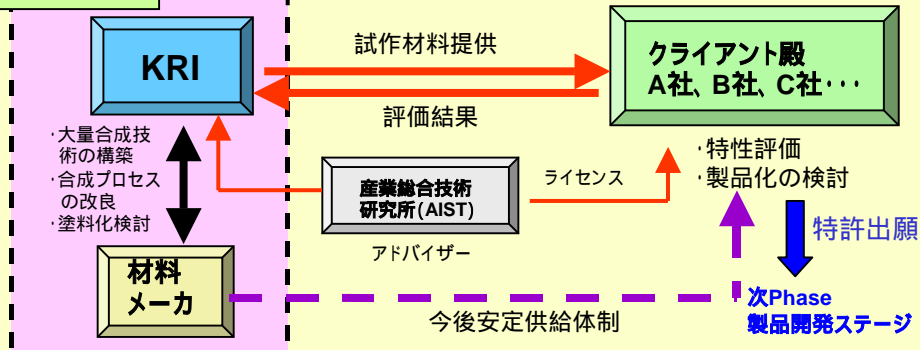 KRI
試作材料提供
クライアント殿
A社、B社、C社・・・
評価結果
・大量合成技
術の構築
・合成プロセス
の改良
・塗料化検討
産業総合技術
研究所(AIST)
アドバイザー
ライセンス
・特性評価
・製品化の検討
特許出願
材料
メーカ
今後安定供給体制
次Phase
製品開発ステージ